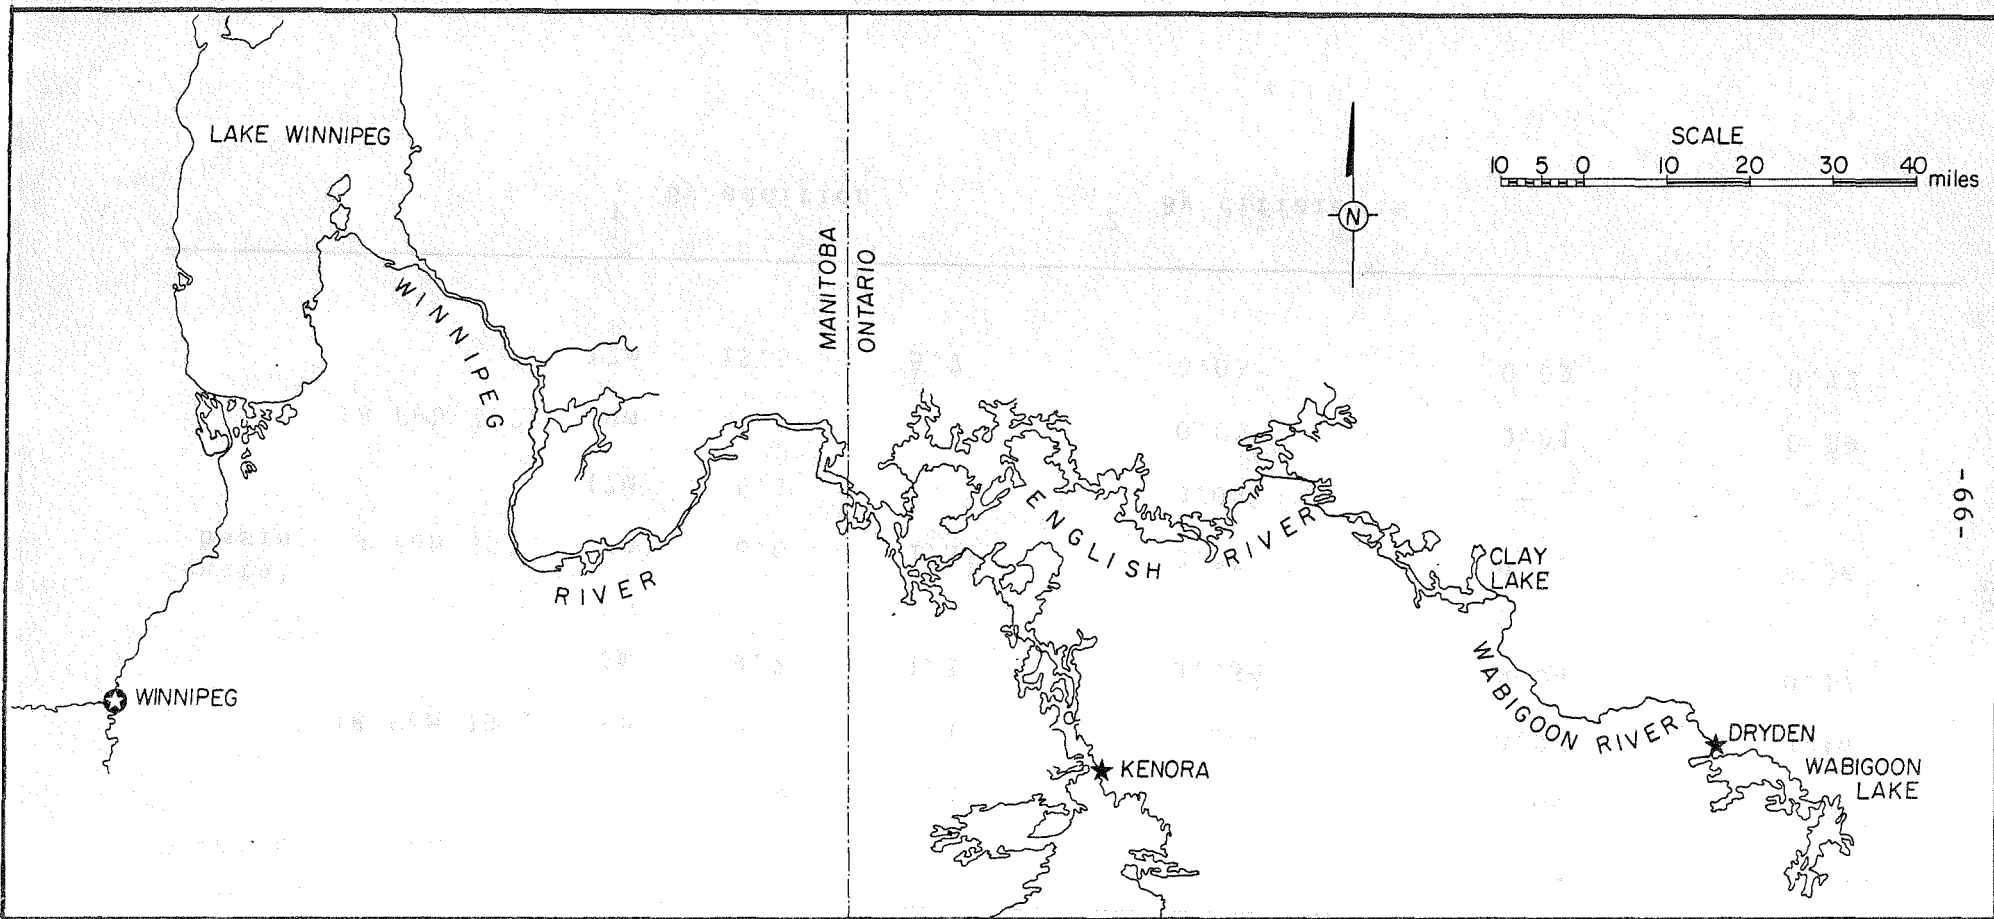 LAKE WINNIPEG
SCALE
10 5 0 10 20 30 40 miles
N
MANITOBA
ONTARIO
WINNIPEG
RIVER
ENGLISH
RIVER
CLAY
LAKE
WABIGOON RIVER
WINNIPEG
DRYDEN
WABIGOON
LAKE
KENORA
-66-